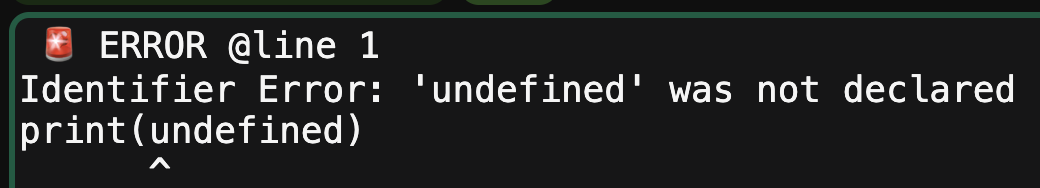 🚨 ERROR @line 1
Identifier Error: 'undefined' was not declared
print(undefined)
      ^